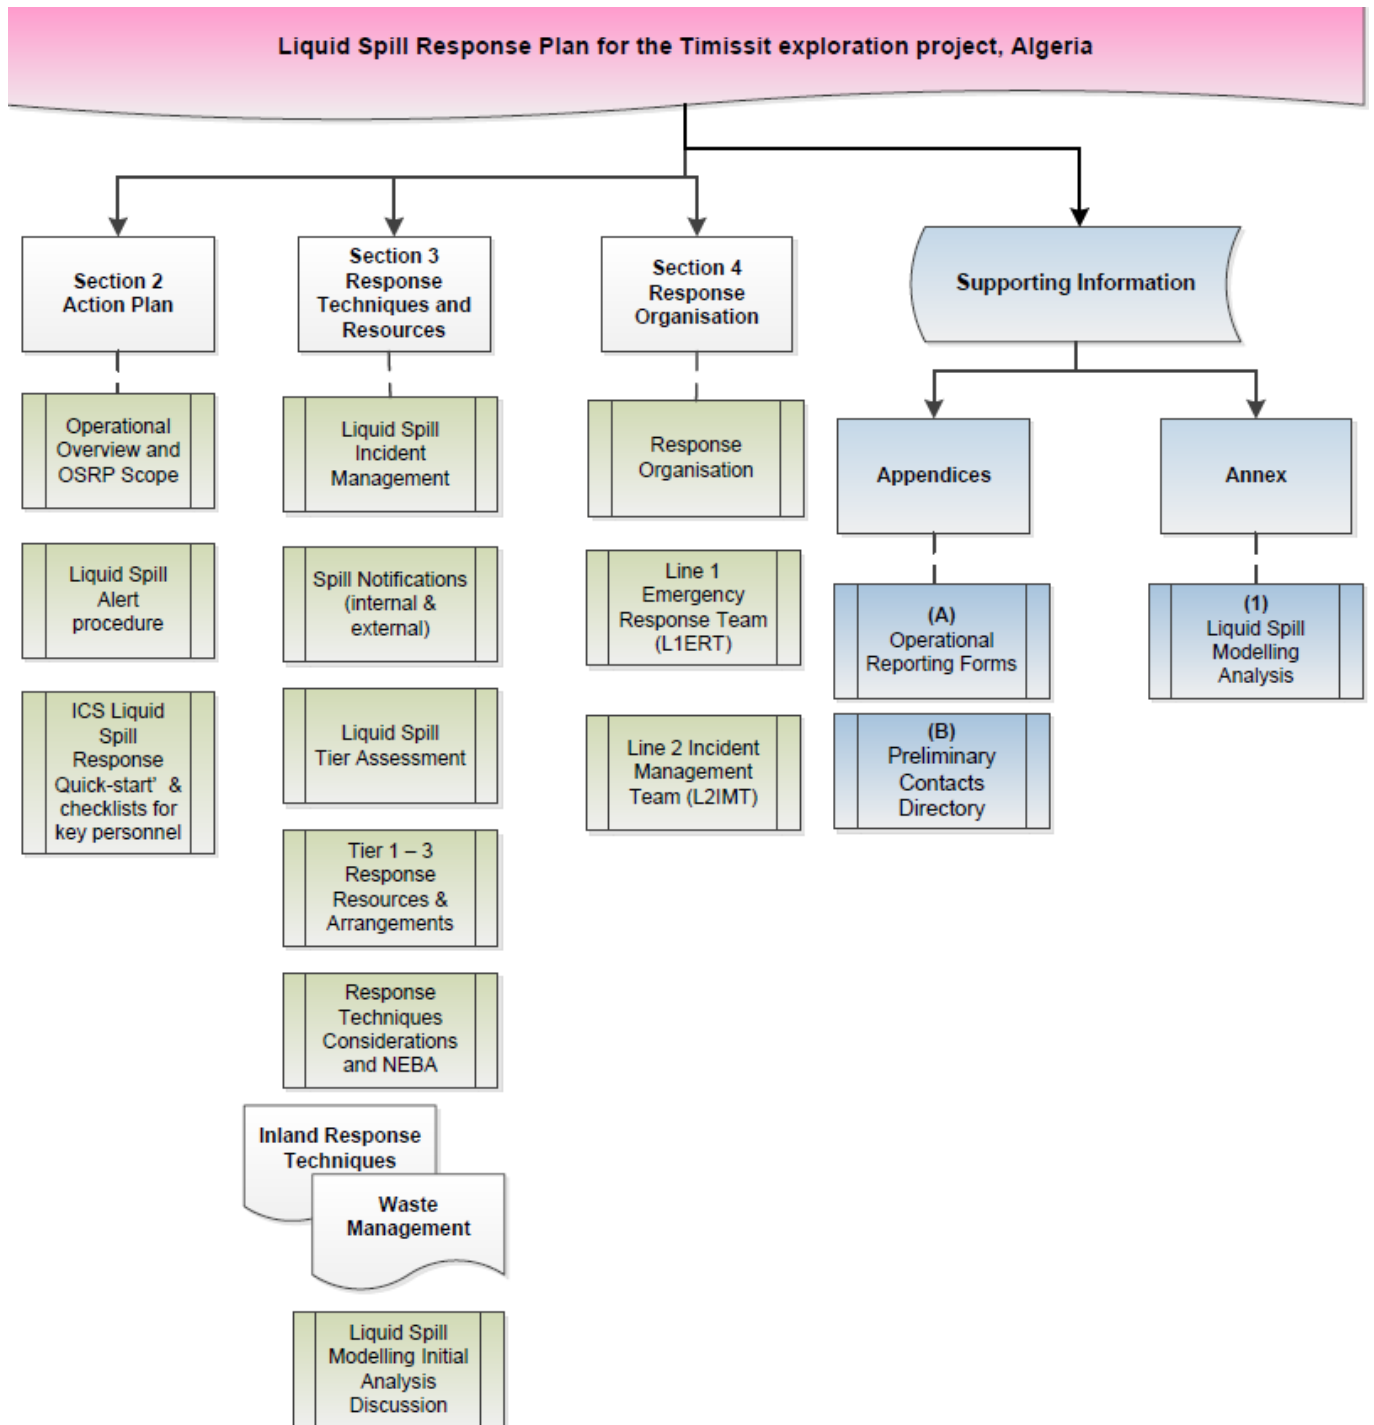 Liquid Spill Response Plan for the Timissit exploration project, Algeria
Section 2
Action Plan
Section 3
Response
Techniques and
Resources
Section 4
Response
Organisation
Supporting Information
Operational
Overview and
OSRP Scope
Liquid Spill
Alert
procedure
ICS Liquid
Spill
Response
Quick-start’ &
checklists for
key personnel
Liquid Spill
Incident
Management
Spill Notifications
(internal &
external)
Liquid Spill
Tier Assessment
Tier 1 – 3
Response
Resources &
Arrangements
Response
Techniques
Considerations
and NEBA
Inland Response
Techniques
Waste
Management
Liquid Spill
Modelling Initial
Analysis
Discussion
Response
Organisation
Line 1
Emergency
Response Team
(L1ERT)
Line 2 Incident
Management
Team (L2IMT)
Appendices
(A)
Operational
Reporting Forms
(B)
Preliminary
Contacts
Directory
Annex
(1)
Liquid Spill
Modelling
Analysis